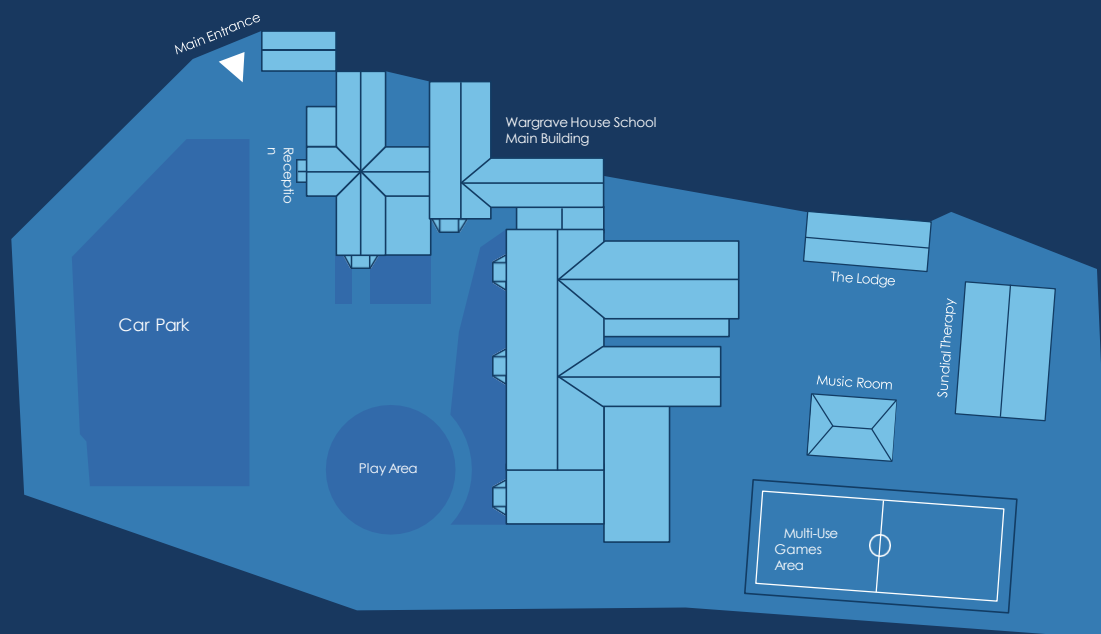 Main Entrance
Wargrave House School
Main Building
Receptio
n
The Lodge
Sundial Therapy
Car Park
Music Room
Play Area
Multi-Use
Games
Area